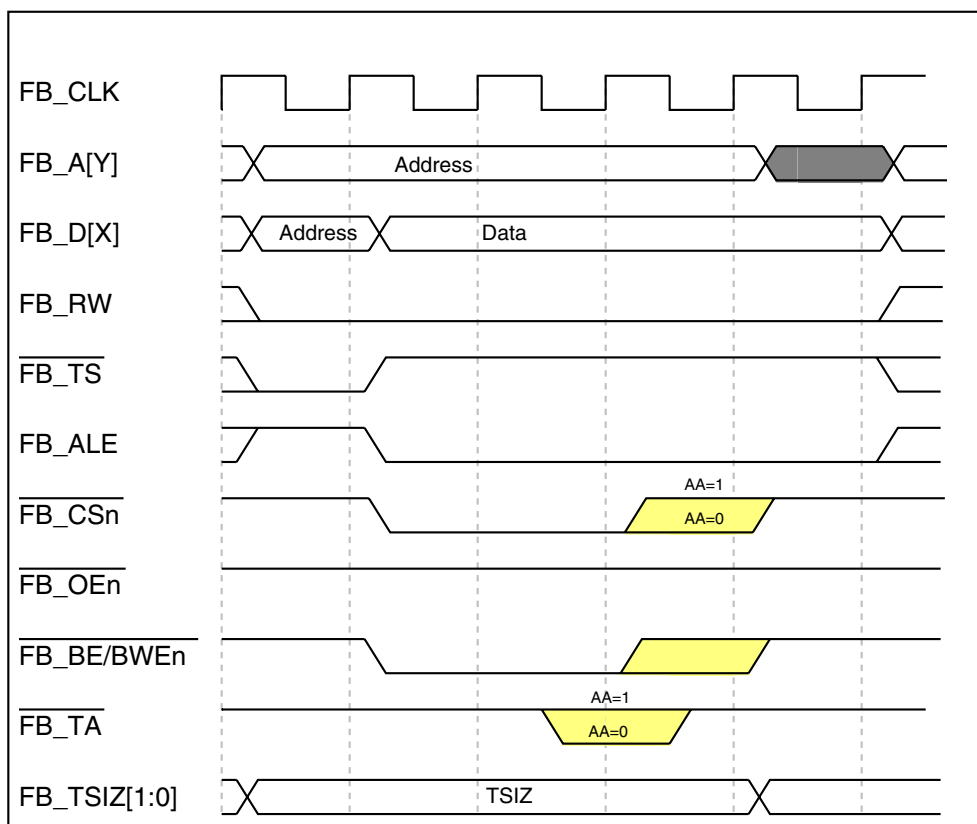 FB_CLK
FB_A[Y]
Address
FB_D[X]
Address
Data
FB_RW
FB_TS
FB_ALE
AA=1
FB_CSn
AA=0
FB_OEn
FB_BE/BWEn
AA=1
FB_TA
AA=0
FB_TSIZ[1:0]
TSIZ